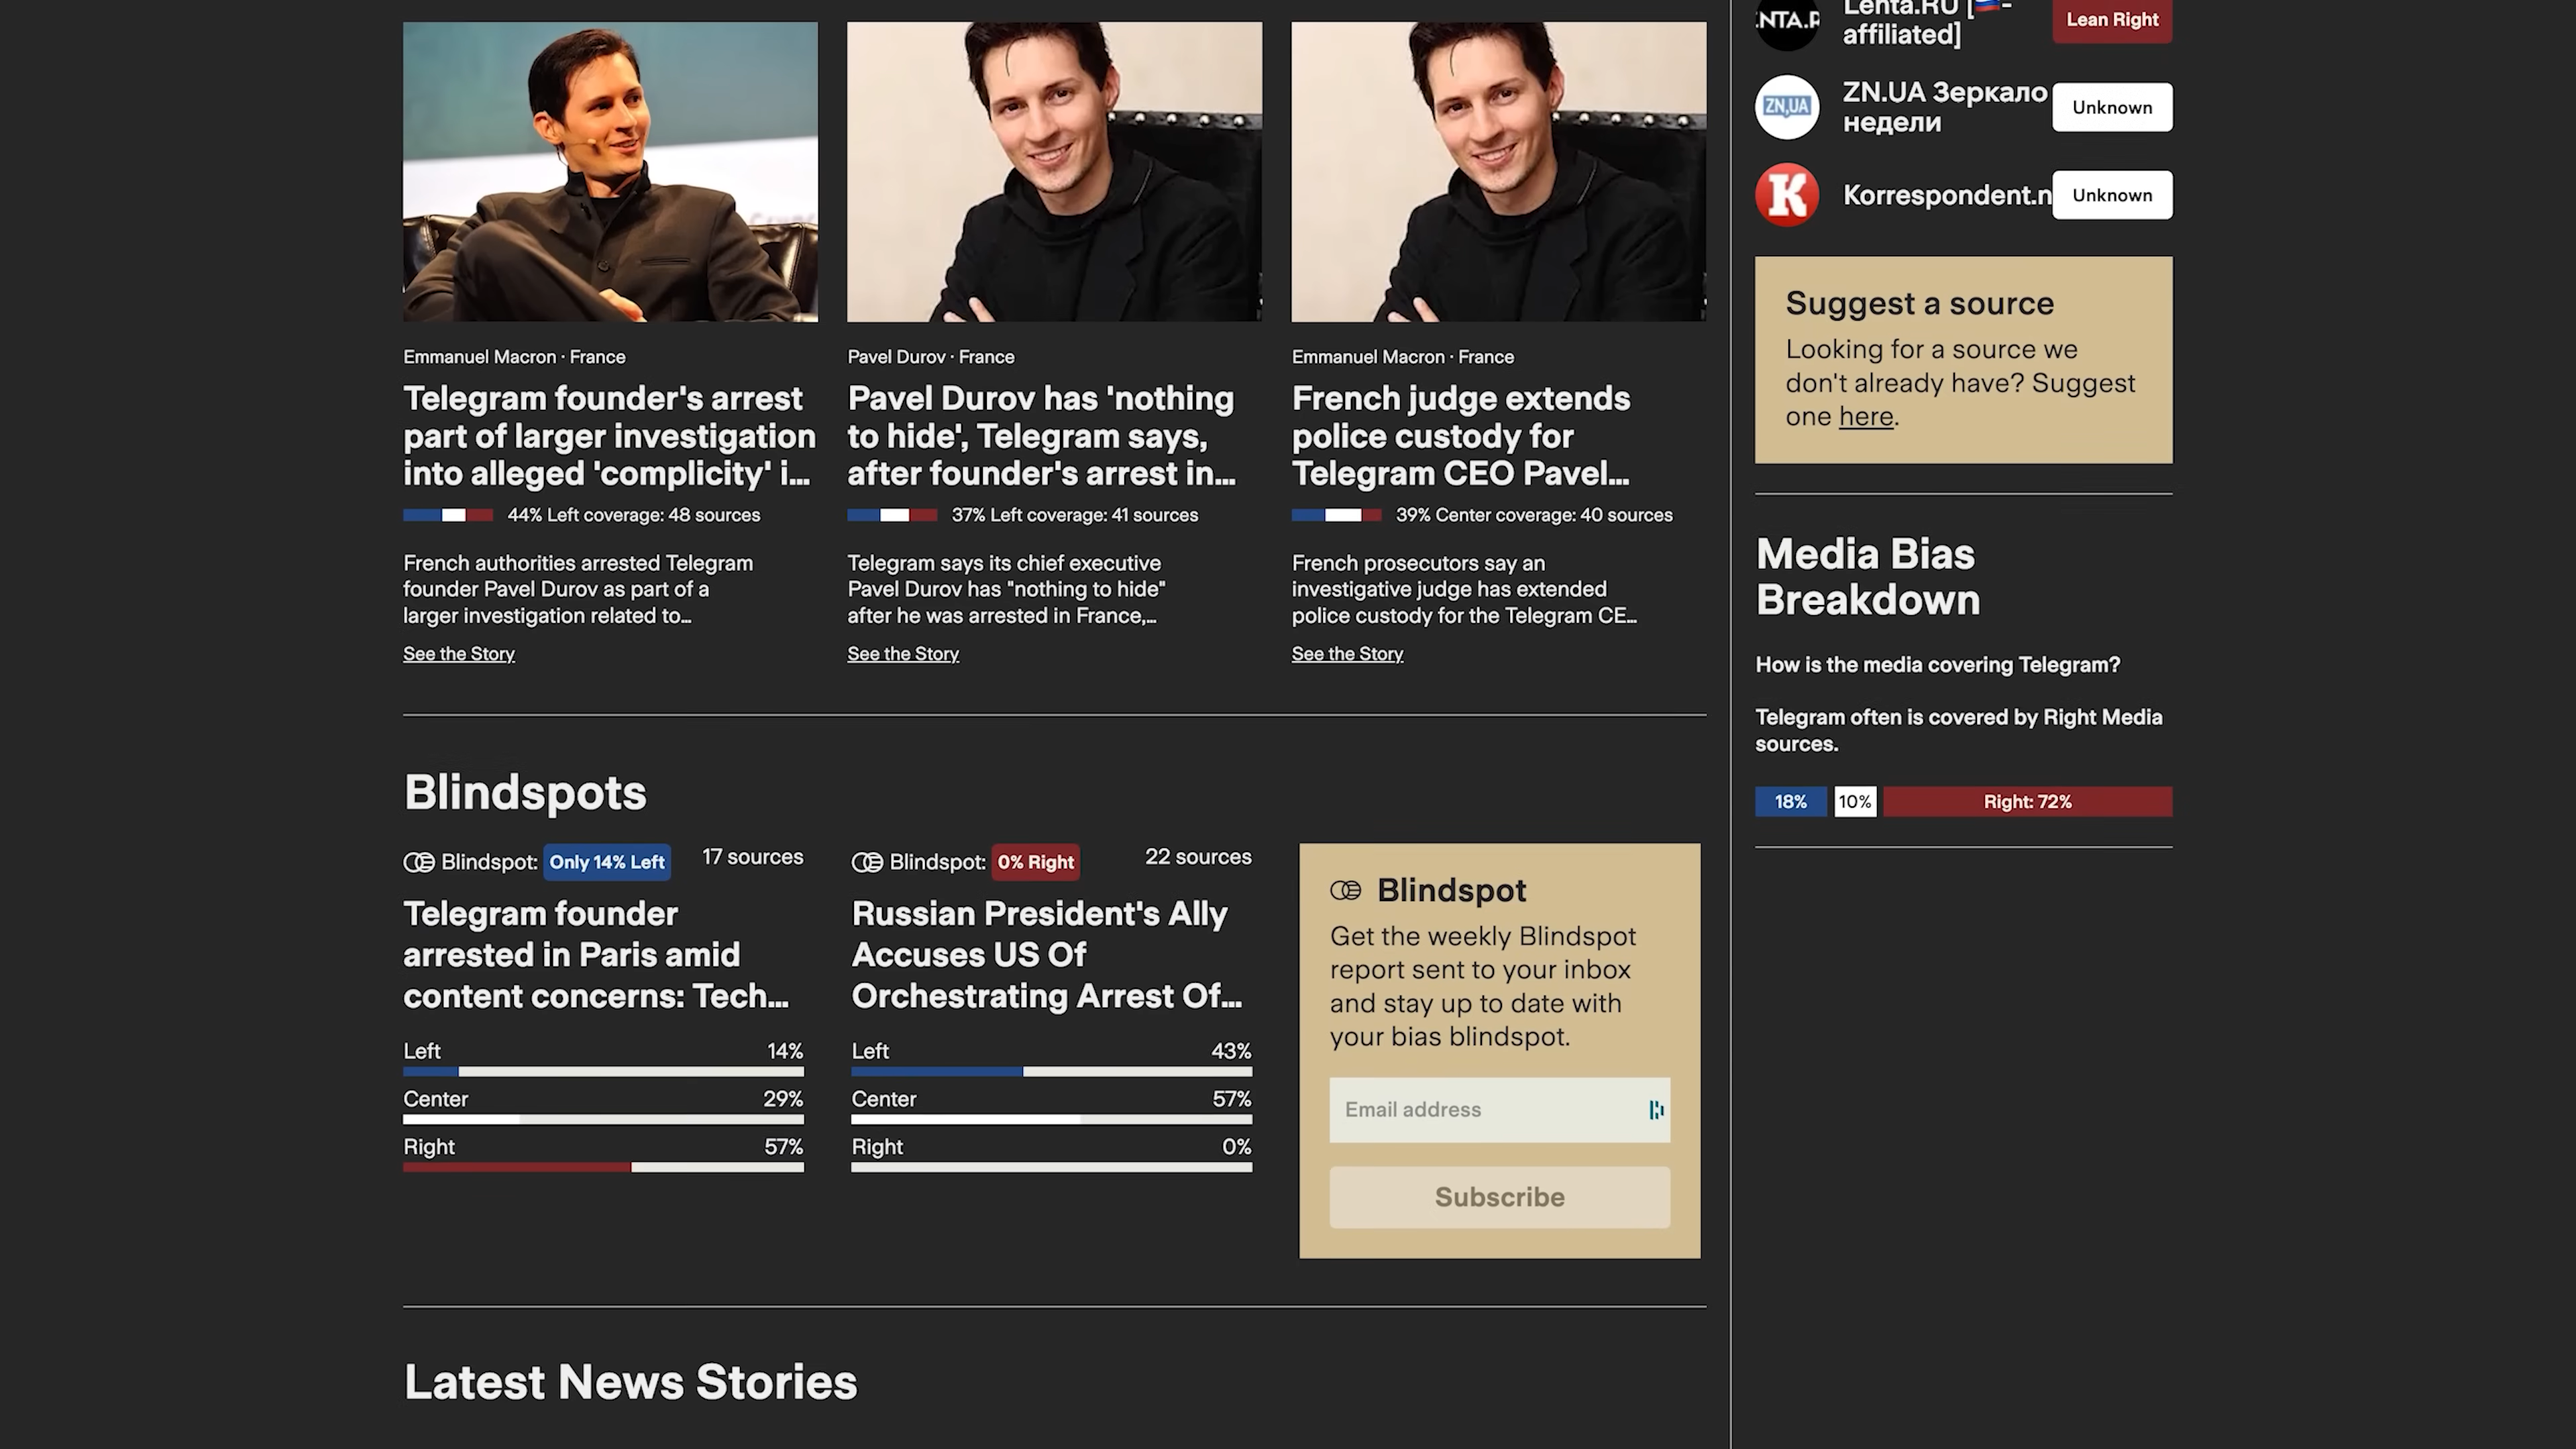 Emmanuel Macron · France
Telegram founder's arrest
part of larger investigation
into alleged 'complicity' i...
44% Left coverage: 48 sources
French authorities arrested Telegram
founder Pavel Durov as part of a
larger investigation related to...
See the Story
Pavel Durov · France
Pavel Durov has 'nothing
to hide', Telegram says,
after founder's arrest in...
37% Left coverage: 41 sources
Telegram says its chief executive
Pavel Durov has "nothing to hide"
after he was arrested in France,...
See the Story
Emmanuel Macron · France
French judge extends
police custody for
Telegram CEO Pavel...
39% Center coverage: 40 sources
French prosecutors say an
investigative judge has extended
police custody for the Telegram CE...
See the Story
Blindspots
Blindspot: Only 14% Left 17 sources
Telegram founder
arrested in Paris amid
content concerns: Tech...
Left 14%
Center 29%
Right 57%
Blindspot: 0% Right 22 sources
Russian President's Ally
Accuses US Of
Orchestrating Arrest Of...
Left 43%
Center 57%
Right 0%
Blindspot
Get the weekly Blindspot
report sent to your inbox
and stay up to date with
your bias blindspot.
Email address
Subscribe
Latest News Stories
NTA.F
Lenta.RU [🇷🇺-
affiliated]
Lean Right
ZN,UA
ZN.UA Зеркало
недели
Unknown
K
Korrespondent.n
Unknown
Suggest a source
Looking for a source we
don't already have? Suggest
one here.
Media Bias
Breakdown
How is the media covering Telegram?
Telegram often is covered by Right Media
sources.
18% 10% Right: 72%